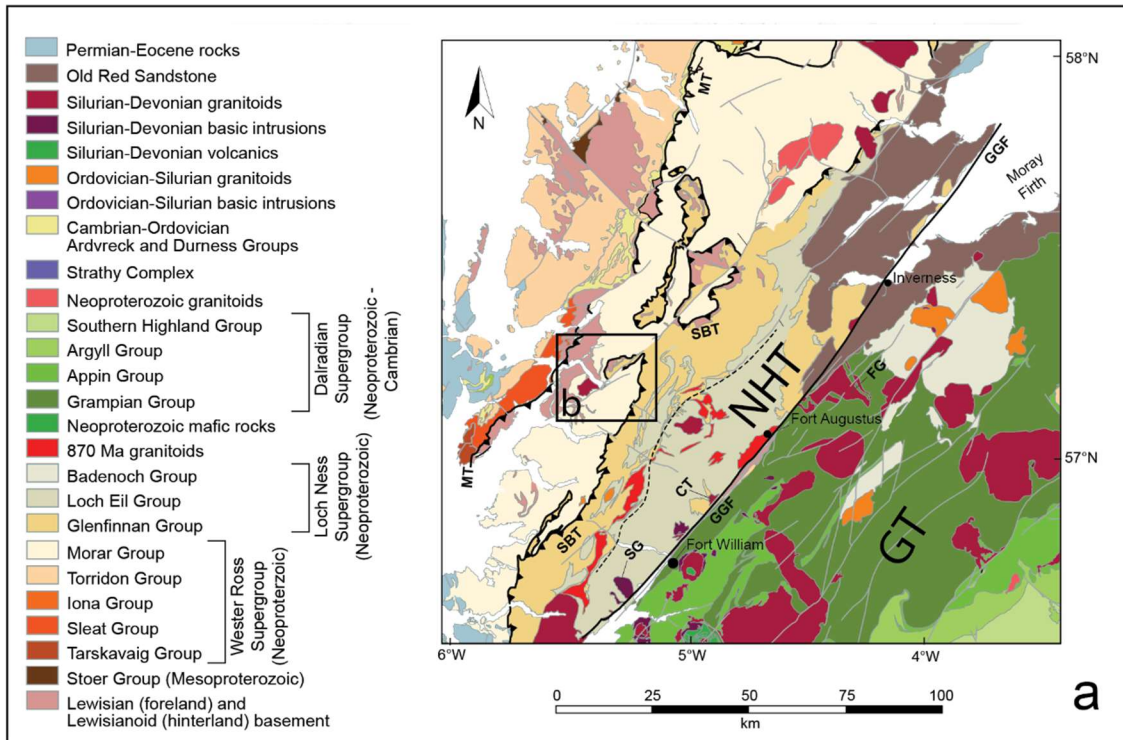 Permian-Eocene rocks
Old Red Sandstone
Silurian-Devonian granitoids
Silurian-Devonian basic intrusions
Silurian-Devonian volcanics
Ordovician-Silurian granitoids
Ordovician-Silurian basic intrusions
Cambrian-Ordovician
Ardvreck and Durness Groups
Strathy Complex
Neoproterozoic granitoids
Southern Highland Group
Argyll Group
Appin Group
Grampian Group
Dalradian
Supergroup
(Neoproterozoic -
Cambrian)
Neoproterozoic mafic rocks
870 Ma granitoids
Badenoch Group
Loch Eil Group
Glenfinnan Group
Loch Ness
Supergroup
(Neoproterozoic)
Morar Group
Torridon Group
Iona Group
Sleat Group
Tarskavaig Group
Wester Ross
Supergroup
(Neoproterzoic)
Stoer Group (Mesoproterozoic)
Lewisian (foreland) and
Lewisianoid (hinterland) basement
N
MT
58°N
GGF
Moray
Firth
Inverness
SBT
b
NHT
FG
Fort Augustus
57°N
MT
CT
GGF
SBT
SG
Fort William
GT
6°W
5°W
4°W
0 25 50 75 100
km
a